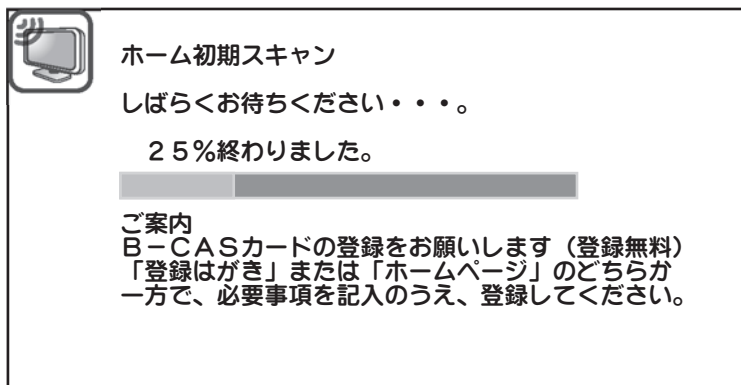 ホーム初期スキャン
しばらくお待ちください・・・。
２５％終わりました。
ご案内
Ｂ－ＣＡＳカードの登録をお願いします（登録無料）
「登録はがき」または「ホームページ」のどちらか
一方で、必要事項を記入のうえ、登録してください。